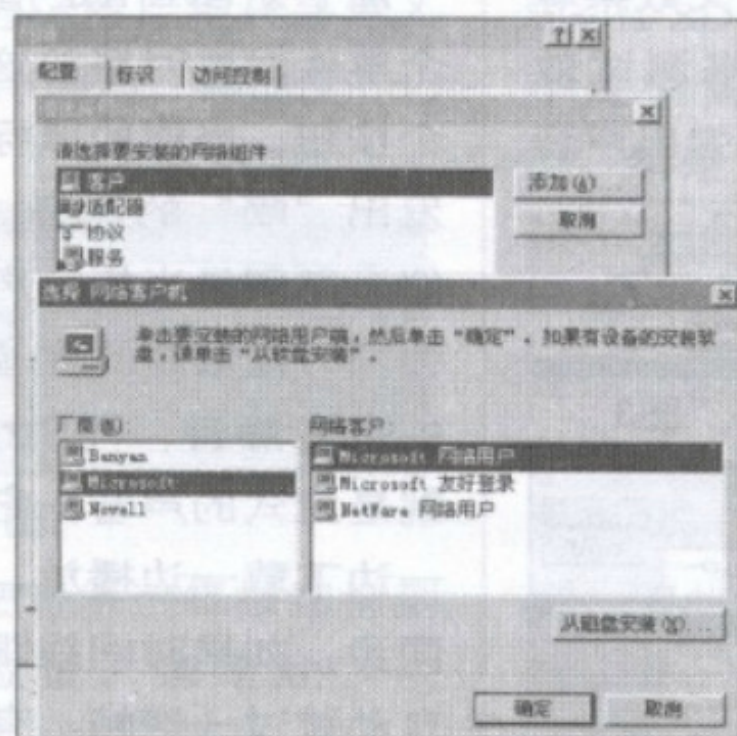 配置 标识 访问控制
请选择要安装的网络组件
客户
适配器
协议
服务
添加(A)...
取消
选择 网络客户机
单击要安装的网络用户端，然后单击“确定”。如果有设备的安装软
盘，请单击“从软盘安装”。
厂商(M):
Banyan
Microsoft
Novell
网络客户
Microsoft 网络用户
Microsoft 友好登录
NetWare 网络用户
从磁盘安装(H)...
确定
取消